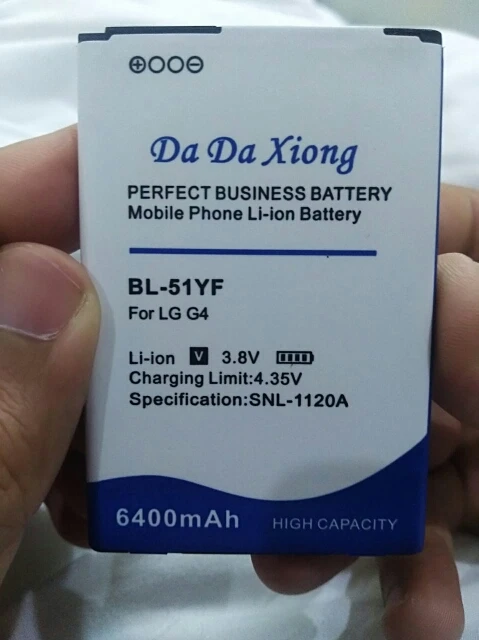 ⊕○○⊖
Da Da Xiong
PERFECT BUSINESS BATTERY
Mobile Phone Li-ion Battery
BL-51YF
For LG G4
Li-ion V 3.8V
Charging Limit:4.35V
Specification:SNL-1120A
6400mAh HIGH CAPACITY